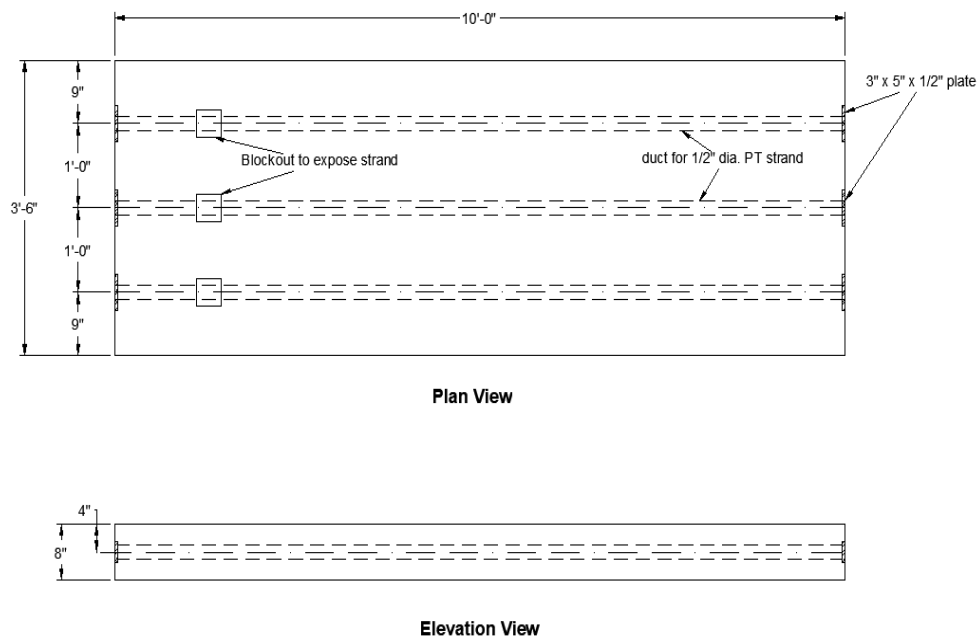 10'-0"
3" x 5" x 1/2" plate
9"
Blockout to expose strand
duct for 1/2" dia. PT strand
1'-0"
3'-6"
1'-0"
9"
Plan View
4"
8"
Elevation View